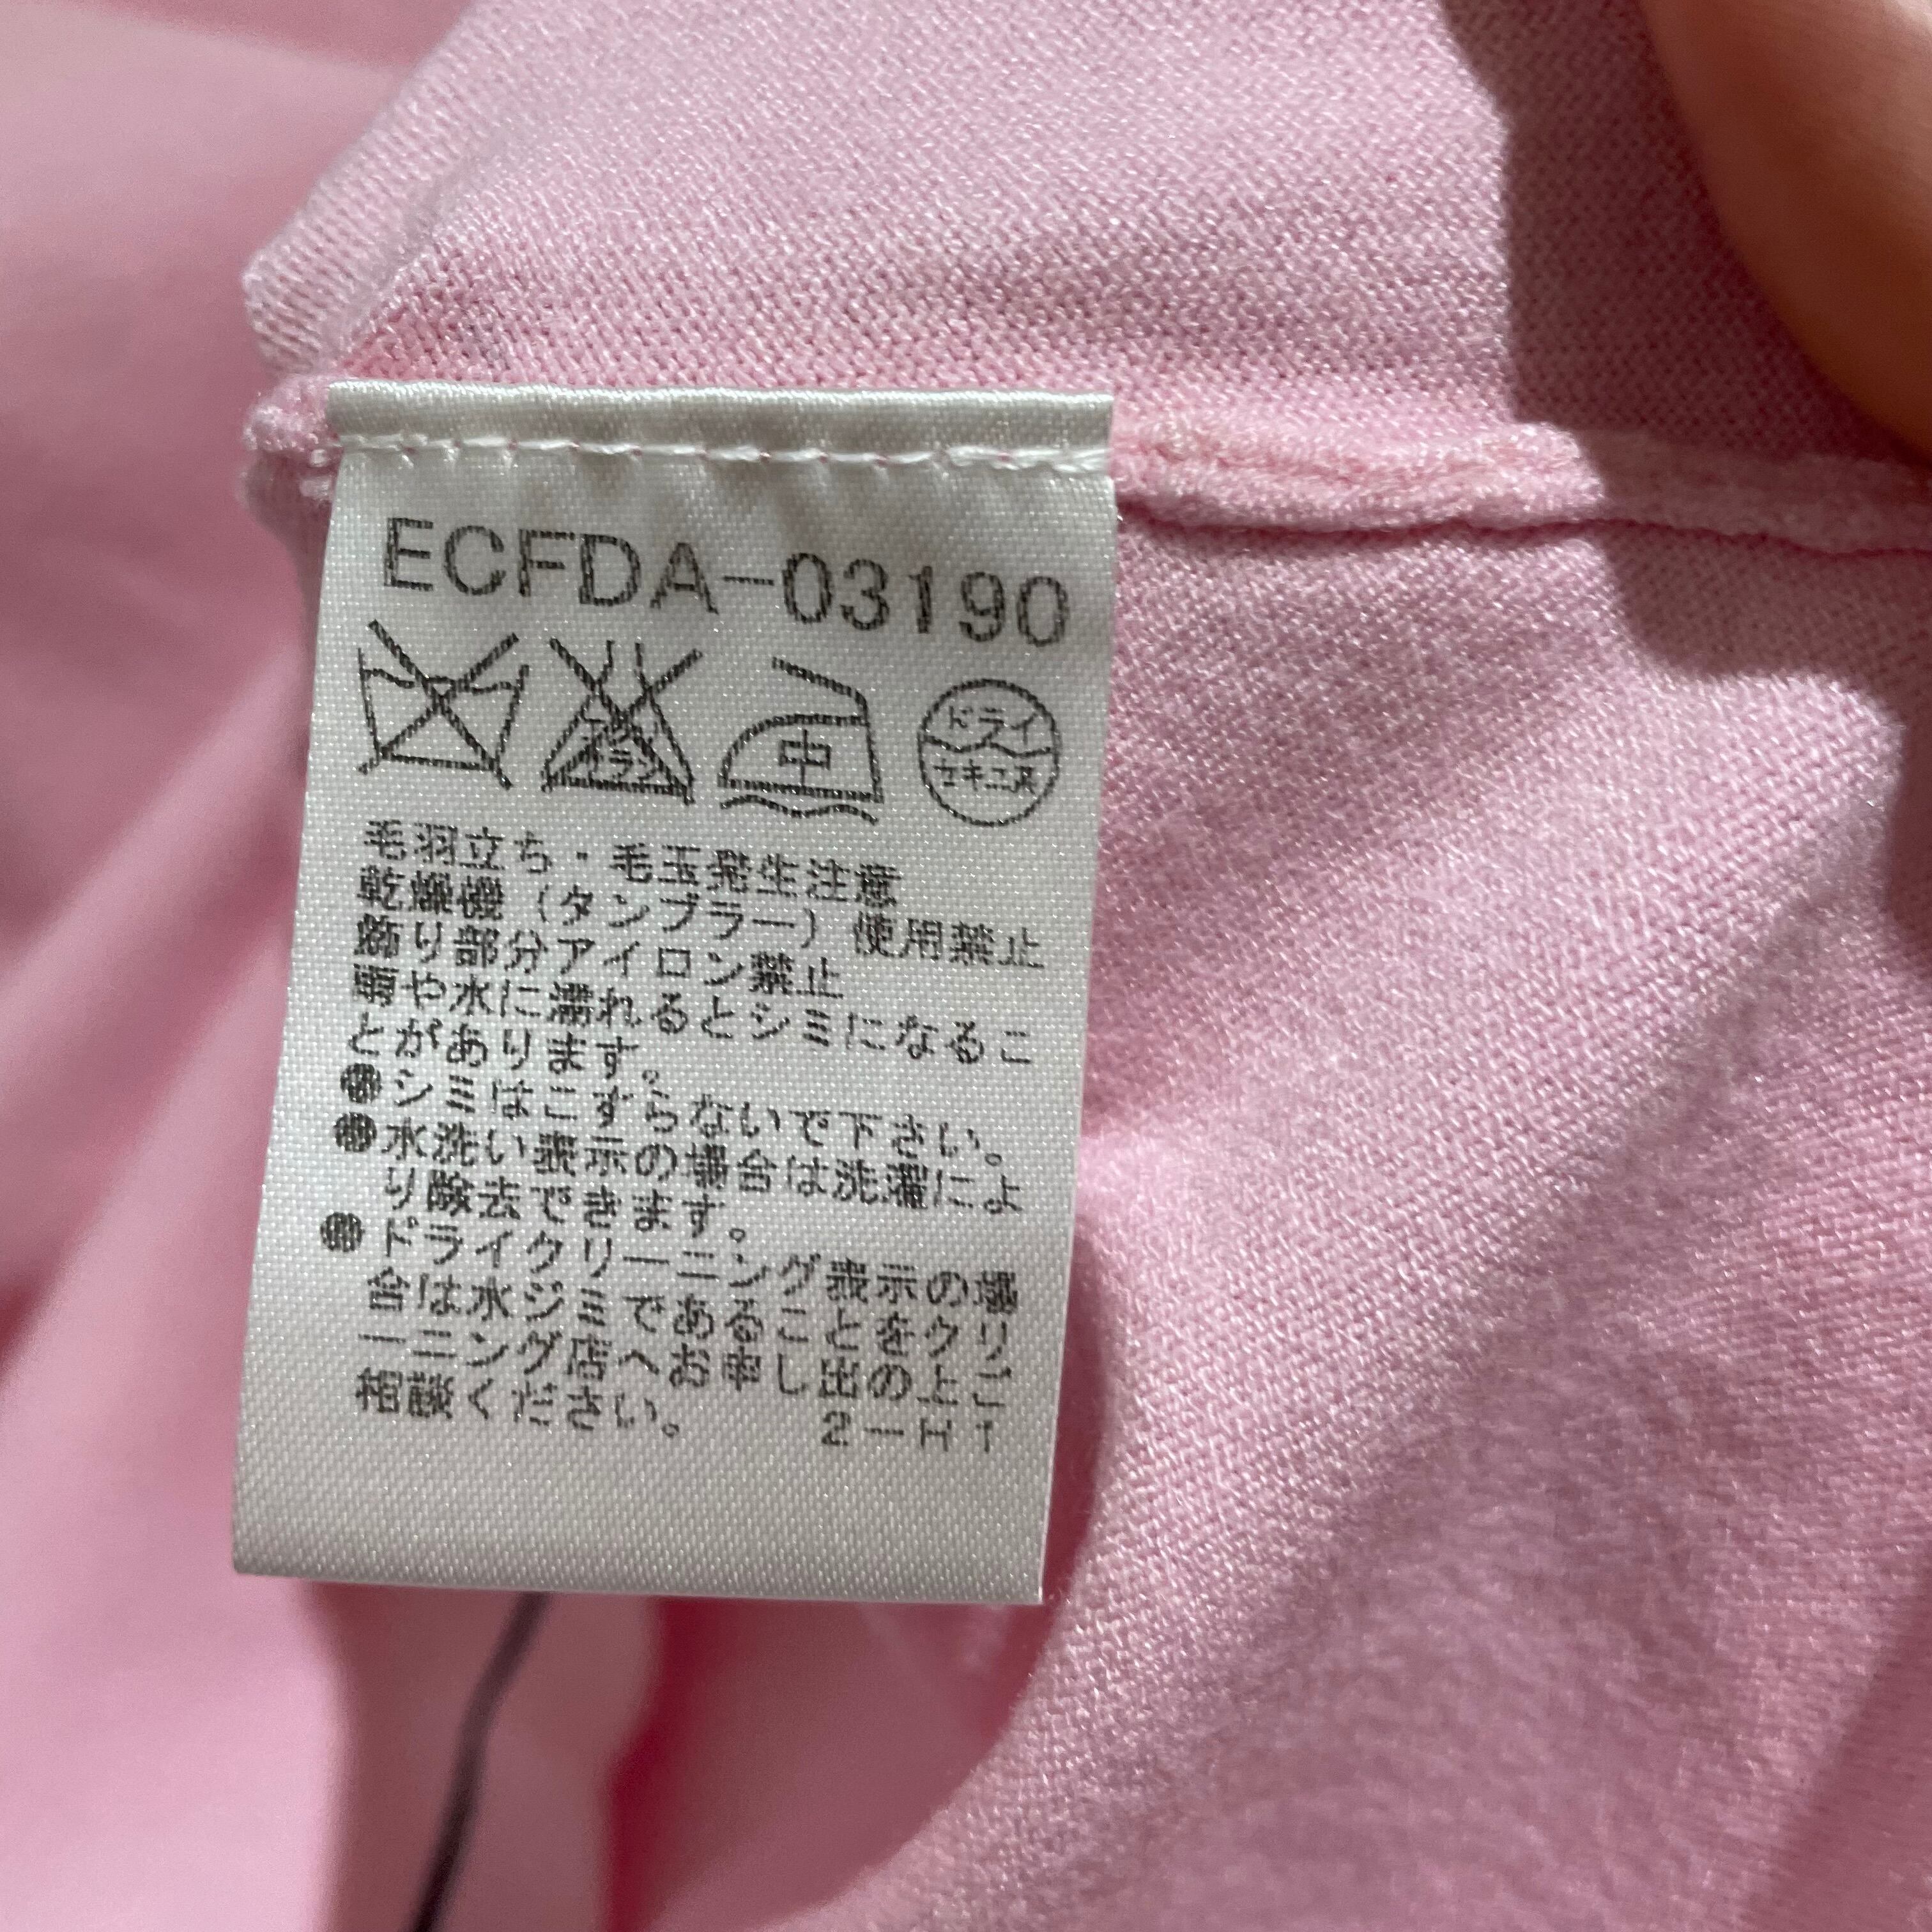 ECFDA-03190
エンソサラシ
中
ドライ
セキユ系
毛羽立ち・毛玉発生注意
乾燥機（タンブラー）使用禁止
飾り部分アイロン禁止
雨や水に濡れるとシミになるこ
とがあります。
●シミはこすらないで下さい。
●水洗い表示の場合は洗濯によ
り除去できます。
●ドライクリーニング表示の場
合は水ジミであることをクリ
ーニング店へお申し出の上ご
相談ください。 2-H1